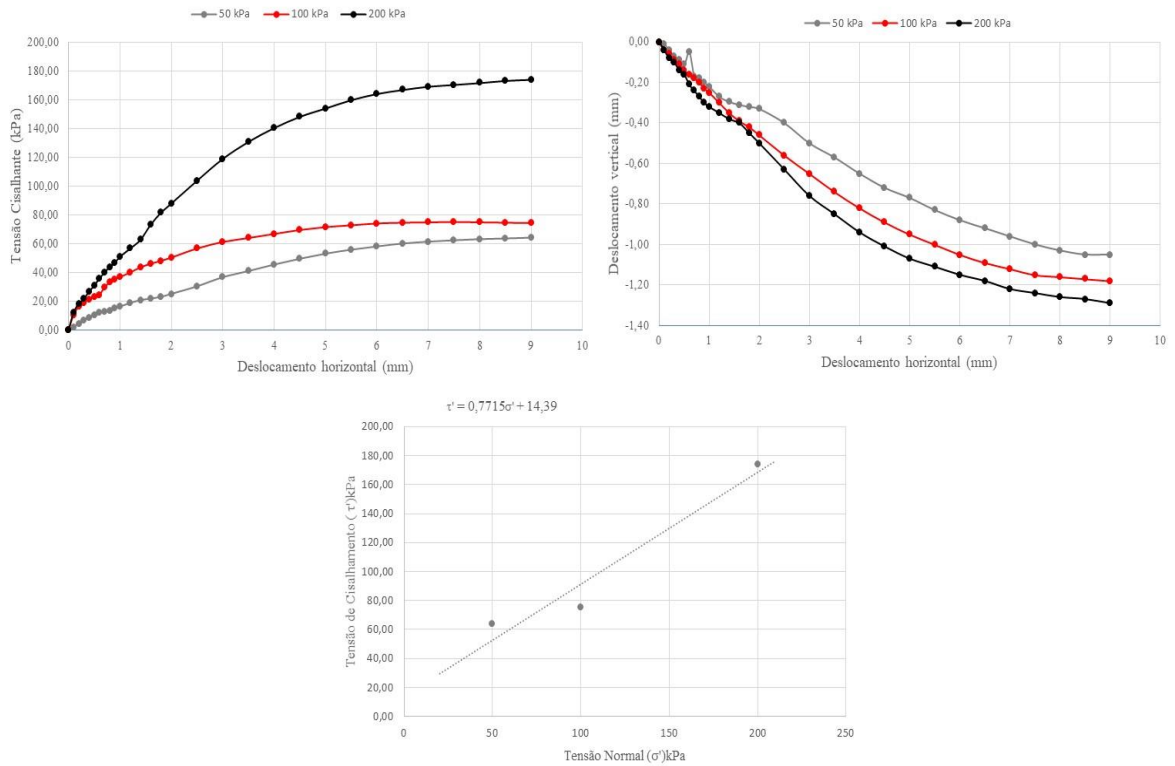 50 kPa 100 kPa 200 kPa
200,00
180,00
160,00
140,00
120,00
100,00
80,00
60,00
40,00
20,00
0,00
Tensão Cisalhante (kPa)
0 1 2 3 4 5 6 7 8 9 10
Deslocamento horizontal (mm)
50 kPa 100 kPa 200 kPa
0,00
-0,20
-0,40
-0,60
-0,80
-1,00
-1,20
-1,40
Deslocamento vertical (mm)
0 1 2 3 4 5 6 7 8 9 10
Deslocamento horizontal (mm)
τ' = 0,7715σ' + 14,39
200,00
180,00
160,00
140,00
120,00
100,00
80,00
60,00
40,00
20,00
0,00
Tensão de Cisalhamento ( τ')kPa
0 50 100 150 200 250
Tensão Normal (σ')kPa